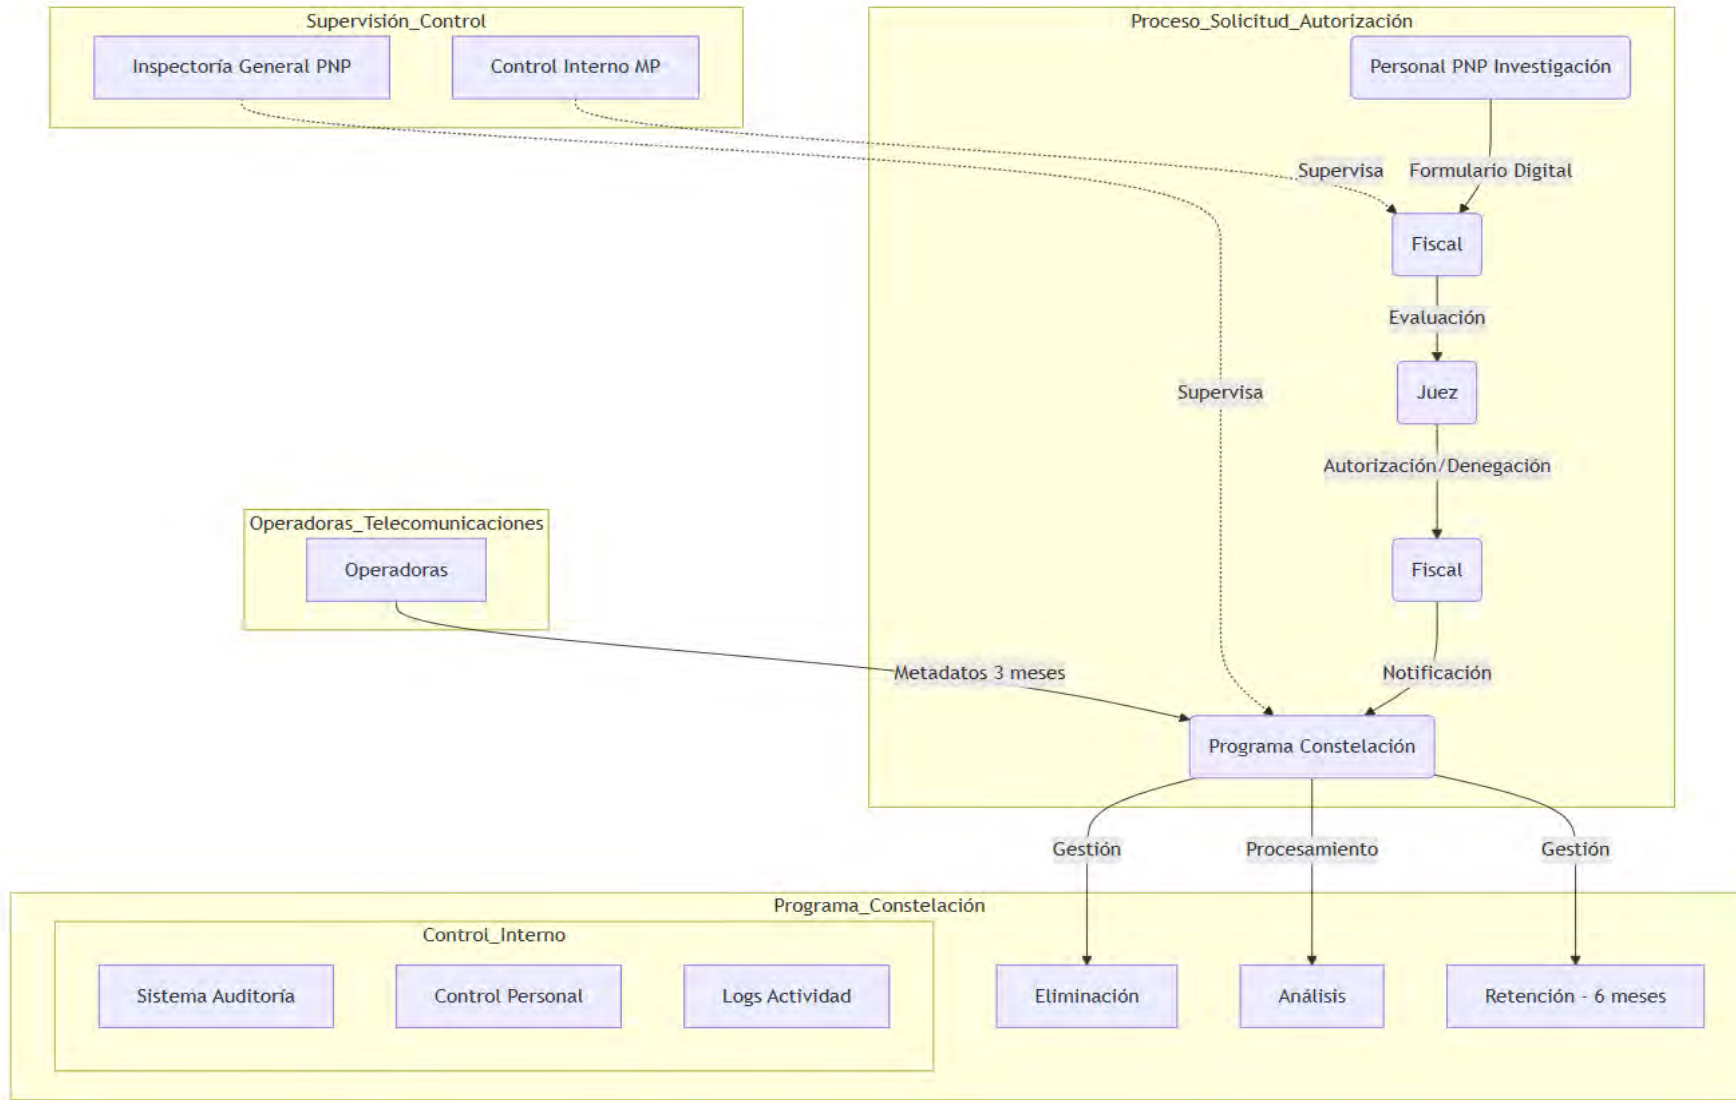 Supervisión_Control
Proceso_Solicitud_Autorización
Inspectoría General PNP
Control Interno MP
Personal PNP Investigación
Supervisa
Formulario Digital
Fiscal
Evaluación
Supervisa
Juez
Autorización/Denegación
Operadoras_Telecomunicaciones
Operadoras
Fiscal
Metadatos 3 meses
Notificación
Programa Constelación
Gestión
Procesamiento
Gestión
Programa_Constelación
Control_Interno
Sistema Auditoría
Control Personal
Logs Actividad
Eliminación
Análisis
Retención - 6 meses